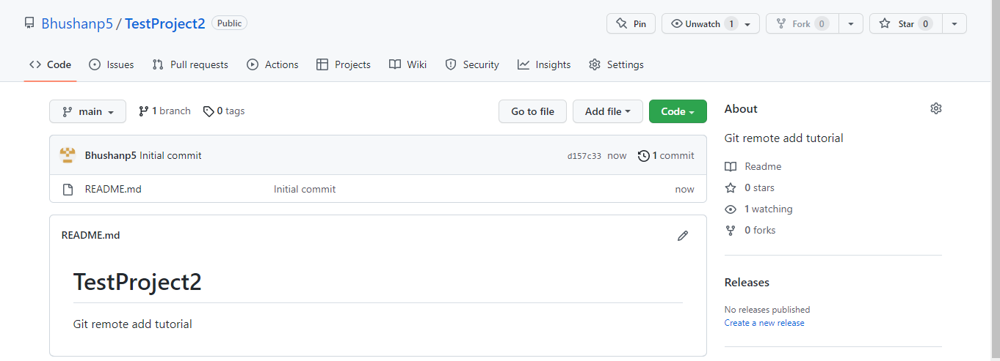 Bhushanp5 / TestProject2 Public Pin Unwatch 1 Fork 0 Star 0
Code Issues Pull requests Actions Projects Wiki Security Insights Settings
main 1 branch 0 tags Go to file Add file Code
Bhushanp5 Initial commit d157c33 now 1 commit
README.md Initial commit now
README.md
TestProject2
Git remote add tutorial
About
Git remote add tutorial
Readme
0 stars
1 watching
0 forks
Releases
No releases published
Create a new release